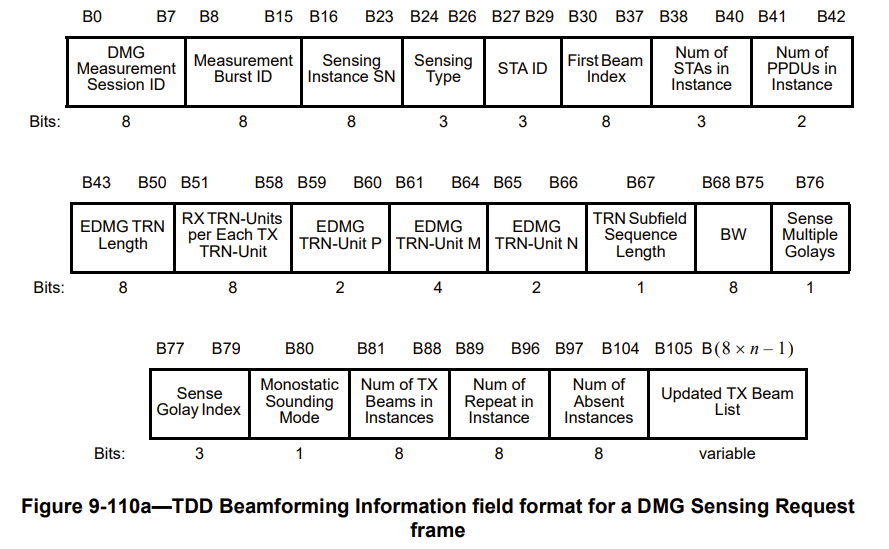 B0 B7 B8 B15 B16 B23 B24 B26 B27 B29 B30 B37 B38 B40 B41 B42
DMG Measurement Session ID
Measurement Burst ID
Sensing Instance SN
Sensing Type
STA ID
First Beam Index
Num of STAs in Instance
Num of PPDUs in Instance
Bits: 8 8 8 3 3 8 3 2
B43 B50 B51 B58 B59 B60 B61 B64 B65 B66 B67 B68 B75 B76
EDMG TRN Length
RX TRN-Units per Each TX TRN-Unit
EDMG TRN-Unit P
EDMG TRN-Unit M
EDMG TRN-Unit N
TRN Subfield Sequence Length
BW
Sense Multiple Golays
Bits: 8 8 2 4 2 1 8 1
B77 B79 B80 B81 B88 B89 B96 B97 B104 B105 B(8 × n – 1)
Sense Golay Index
Monostatic Sounding Mode
Num of TX Beams in Instances
Num of Repeat in Instance
Num of Absent Instances
Updated TX Beam List
Bits: 3 1 8 8 8 variable
Figure 9-110a—TDD Beamforming Information field format for a DMG Sensing Request
frame